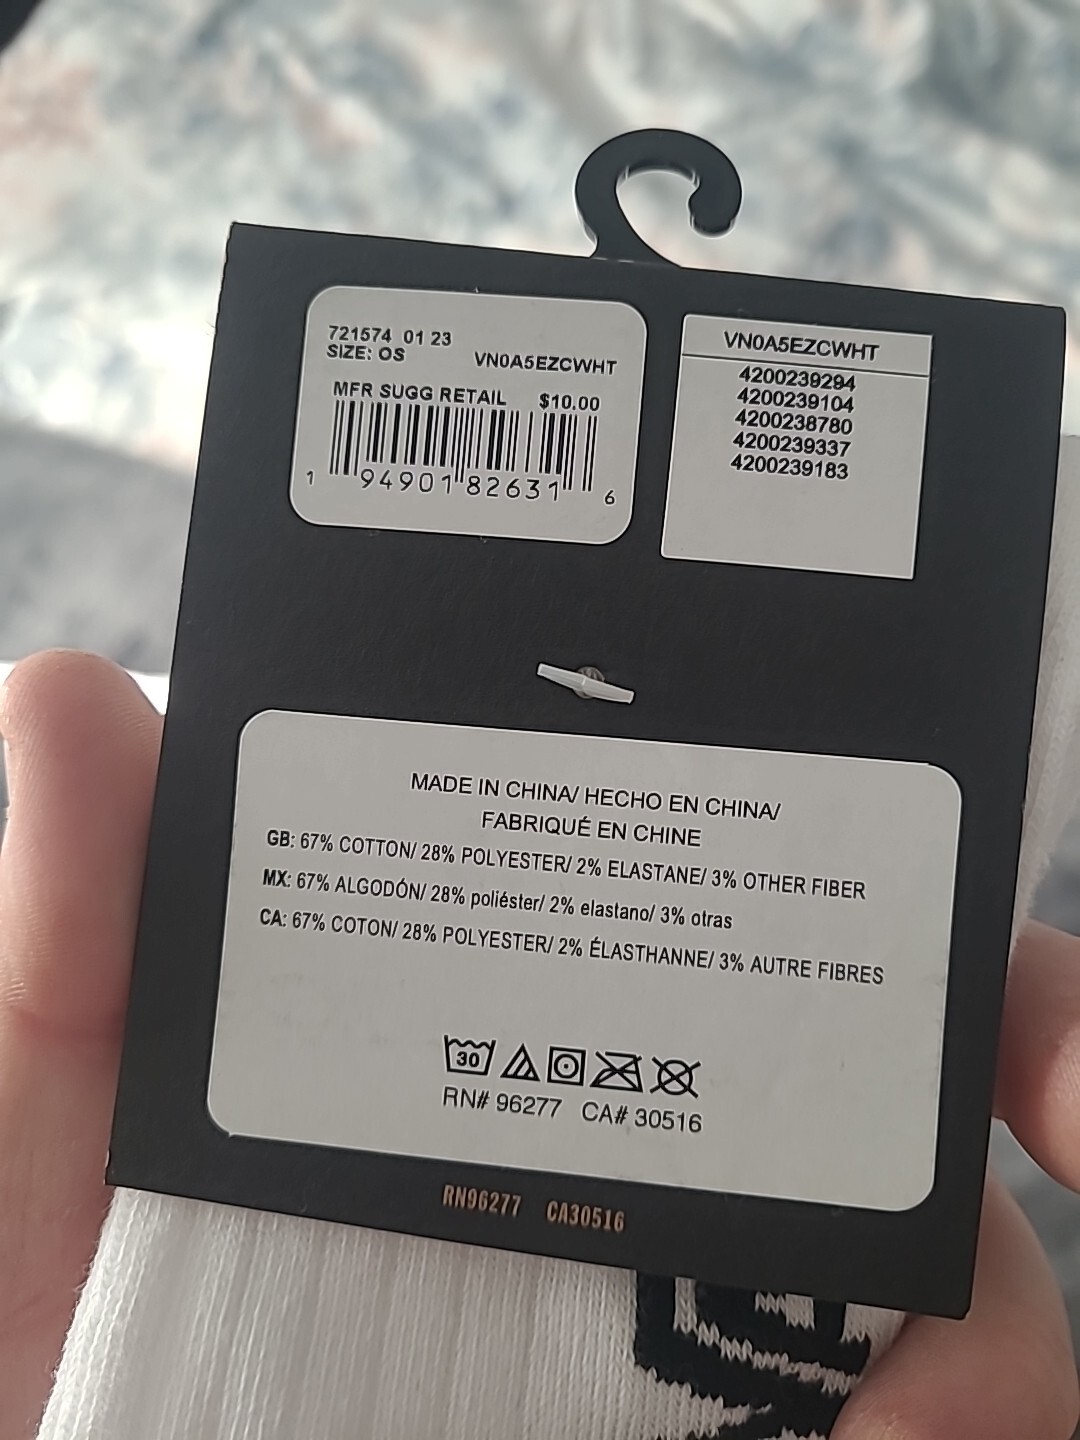 721574 01 23
SIZE: OS
VN0A5EZCWHT
MFR SUGG RETAIL $10.00
1 94901 82631 6
VN0A5EZCWHT
4200239294
4200239104
4200238780
4200239337
4200239183
MADE IN CHINA/ HECHO EN CHINA/
FABRIQUÉ EN CHINE
GB: 67% COTTON/ 28% POLYESTER/ 2% ELASTANE/ 3% OTHER FIBER
MX: 67% ALGODÓN/ 28% poliéster/ 2% elastano/ 3% otras
CA: 67% COTON/ 28% POLYESTER/ 2% ÉLASTHANNE/ 3% AUTRE FIBRES
30
RN# 96277 CA# 30516
RN96277 CA30516